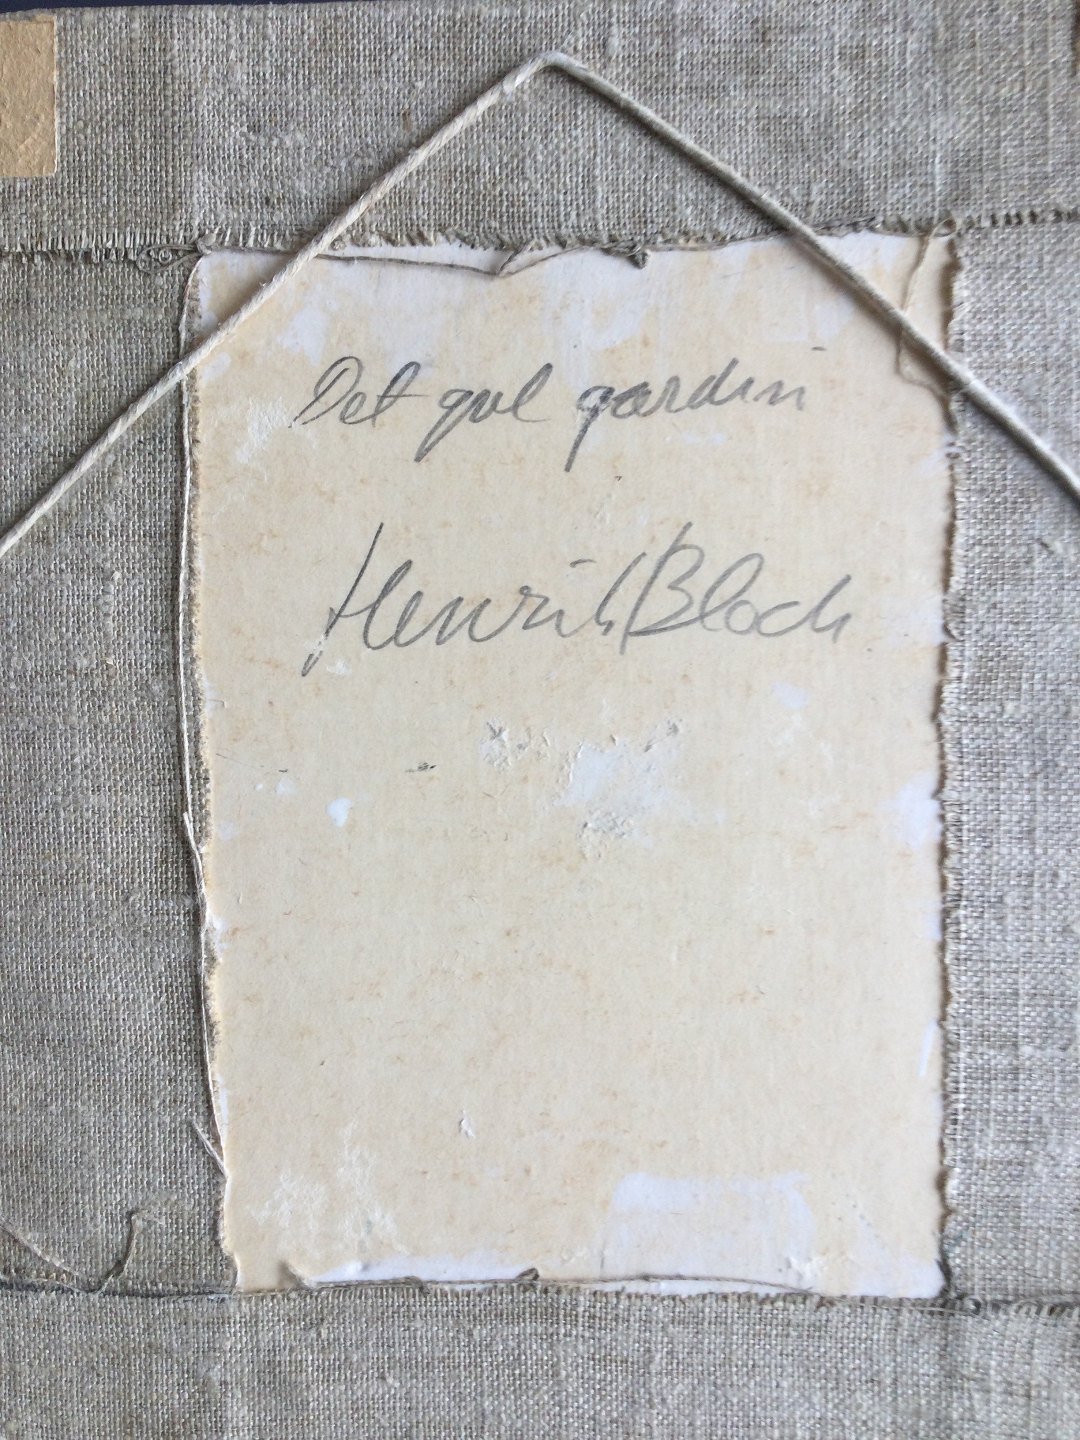 Det gul gardin
Henrik Bloch